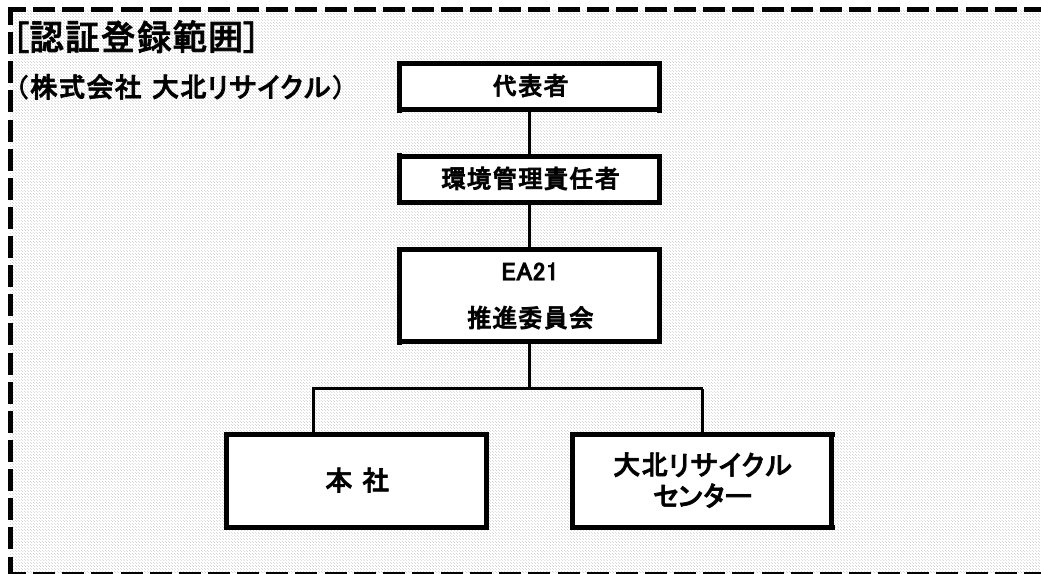 [認証登録範囲]
（株式会社 大北リサイクル）
代表者
環境管理責任者
EA21
推進委員会
本 社
大北リサイクル
センター